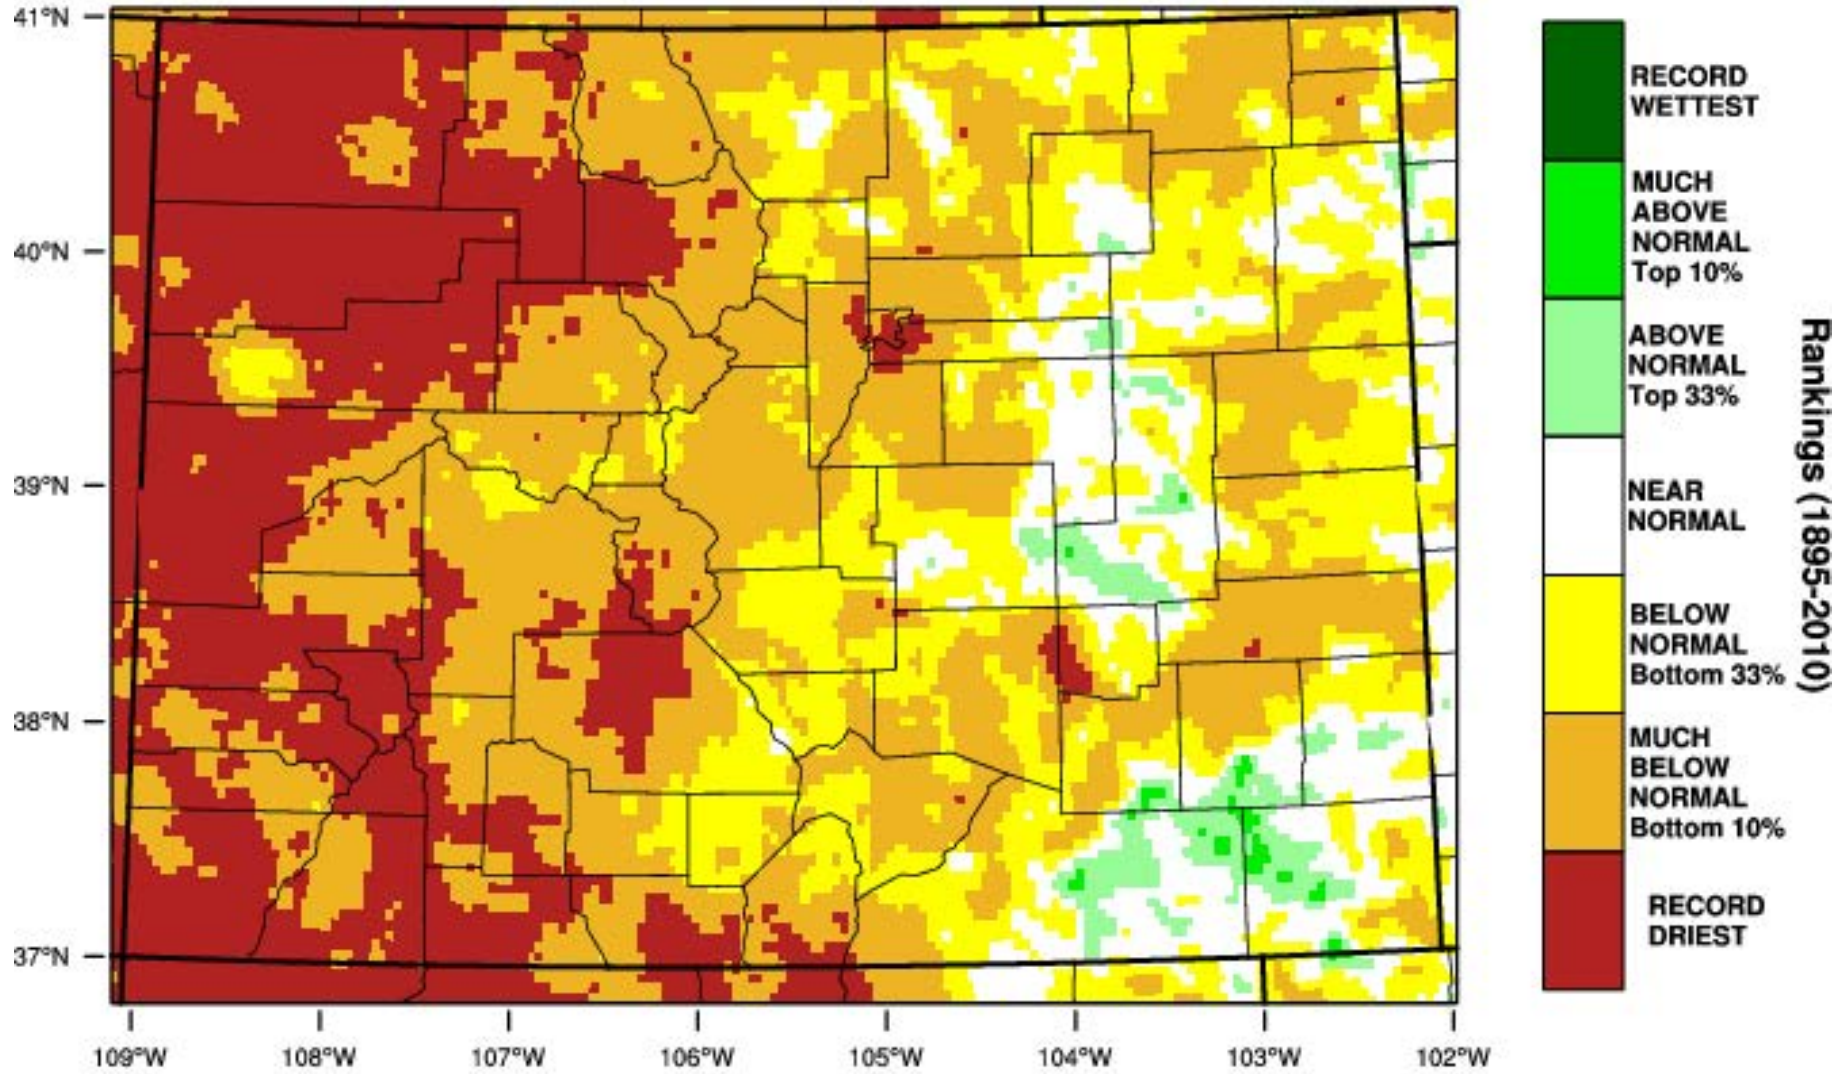 41°N
40°N
39°N
38°N
37°N
109°W
108°W
107°W
106°W
105°W
104°W
103°W
102°W
RECORD
WETTEST
MUCH
ABOVE
NORMAL
Top 10%
ABOVE
NORMAL
Top 33%
NEAR
NORMAL
BELOW
NORMAL
Bottom 33%
MUCH
BELOW
NORMAL
Bottom 10%
RECORD
DRIEST
Rankings (1895-2010)